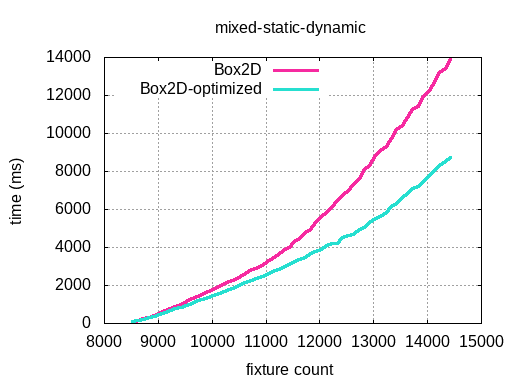 mixed-static-dynamic
Box2D
Box2D-optimized
14000
12000
10000
8000
6000
4000
2000
0
time (ms)
8000 9000 10000 11000 12000 13000 14000 15000
fixture count